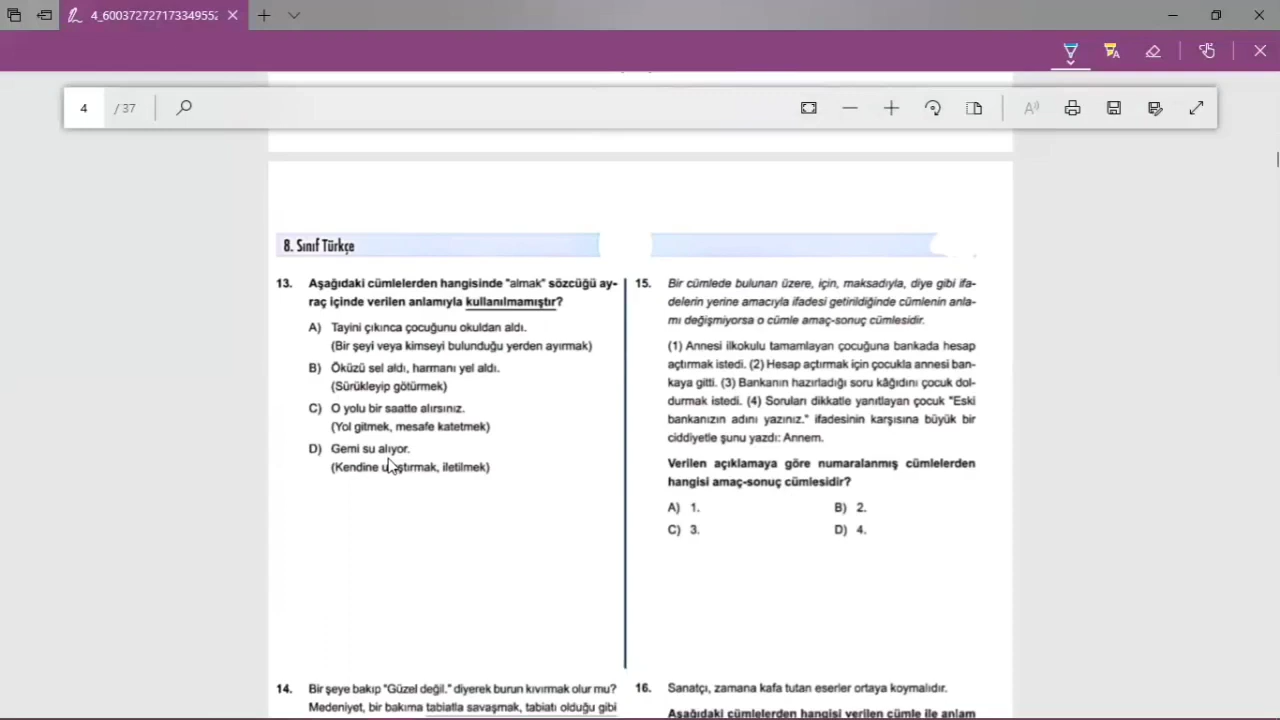 4_60037272717334955
4 / 37
8. Sınıf Türkçe
13. Aşağıdaki cümlelerden hangisinde "almak" sözcüğü ay-
raç içinde verilen anlamıyla kullanılmamıştır?
A) Tayini çıkınca çocuğunu okuldan aldı.
(Bir şeyi veya kimseyi bulunduğu yerden ayırmak)
B) Öküzü sel aldı, harmanı yel aldı.
(Sürükleyip götürmek)
C) O yolu bir saatte alırsınız.
(Yol gitmek, mesafe katetmek)
D) Gemi su alıyor.
(Kendine ulaştırmak, iletilmek)
14. Bir şeye bakıp "Güzel değil." diyerek burun kıvırmak olur mu?
Medeniyet, bir bakıma tabiatla savaşmak, tabiatı olduğu gibi
15. Bir cümlede bulunan üzere, için, maksadıyla, diye gibi ifa-
delerin yerine amacıyla ifadesi getirildiğinde cümlenin anla-
mı değişmiyorsa o cümle amaç-sonuç cümlesidir.
(1) Annesi ilkokulu tamamlayan çocuğuna bankada hesap
açtırmak istedi. (2) Hesap açtırmak için çocukla annesi ban-
kaya gitti. (3) Bankanın hazırladığı soru kâğıdını çocuk dol-
durmak istedi. (4) Soruları dikkatle yanıtlayan çocuk "Eski
bankanızın adını yazınız." ifadesinin karşısına büyük bir
ciddiyetle şunu yazdı: Annem.
Verilen açıklamaya göre numaralanmış cümlelerden
hangisi amaç-sonuç cümlesidir?
A) 1. B) 2.
C) 3. D) 4.
16. Sanatçı, zamana kafa tutan eserler ortaya koymalıdır.
Aşağıdaki cümlelerden hangisi verilen cümle ile anlam